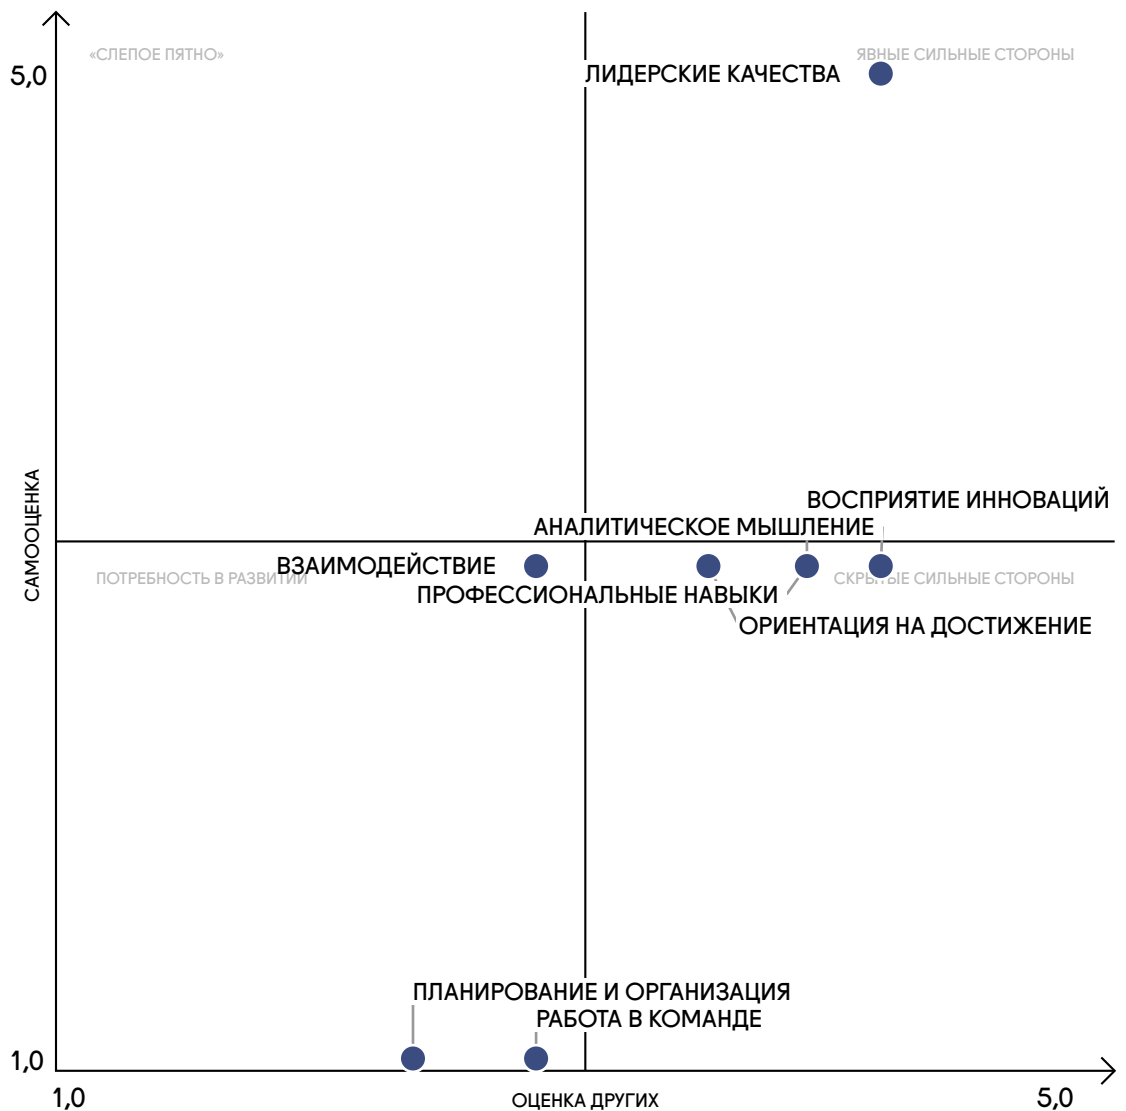 «СЛЕПОЕ ПЯТНО»
ЯВНЫЕ СИЛЬНЫЕ СТОРОНЫ
5,0
ЛИДЕРСКИЕ КАЧЕСТВА
САМООЦЕНКА
ВОСПРИЯТИЕ ИННОВАЦИЙ
АНАЛИТИЧЕСКОЕ МЫШЛЕНИЕ
ВЗАИМОДЕЙСТВИЕ
ПОТРЕБНОСТЬ В РАЗВИТИИ
СКРЫТЫЕ СИЛЬНЫЕ СТОРОНЫ
ПРОФЕССИОНАЛЬНЫЕ НАВЫКИ
ОРИЕНТАЦИЯ НА ДОСТИЖЕНИЕ
ПЛАНИРОВАНИЕ И ОРГАНИЗАЦИЯ
РАБОТА В КОМАНДЕ
1,0
1,0
ОЦЕНКА ДРУГИХ
5,0